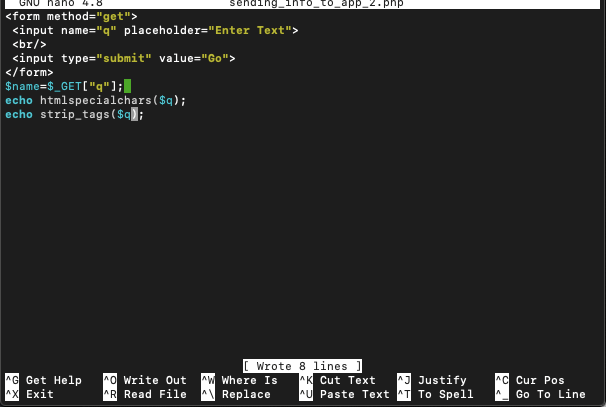 GNU nano 4.8 sending_info_to_app_2.php
<form method="get">
<input name="q" placeholder="Enter Text">
<br/>
<input type="submit" value="Go">
</form>
$name=$_GET["q"];
echo htmlspecialchars($q);
echo strip_tags($q);
[ Wrote 8 lines ]
^G Get Help ^O Write Out ^W Where Is ^K Cut Text ^J Justify ^C Cur Pos
^X Exit ^R Read File ^\ Replace ^U Paste Text ^T To Spell ^_ Go To Line